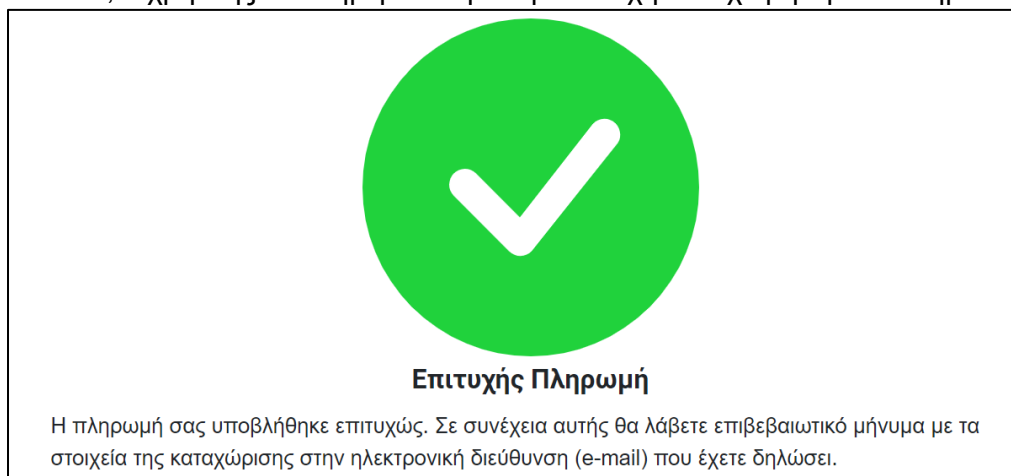 Επιτυχής Πληρωμή
Η πληρωμή σας υποβλήθηκε επιτυχώς. Σε συνέχεια αυτής θα λάβετε επιβεβαιωτικό μήνυμα με τα
στοιχεία της καταχώρισης στην ηλεκτρονική διεύθυνση (e-mail) που έχετε δηλώσει.